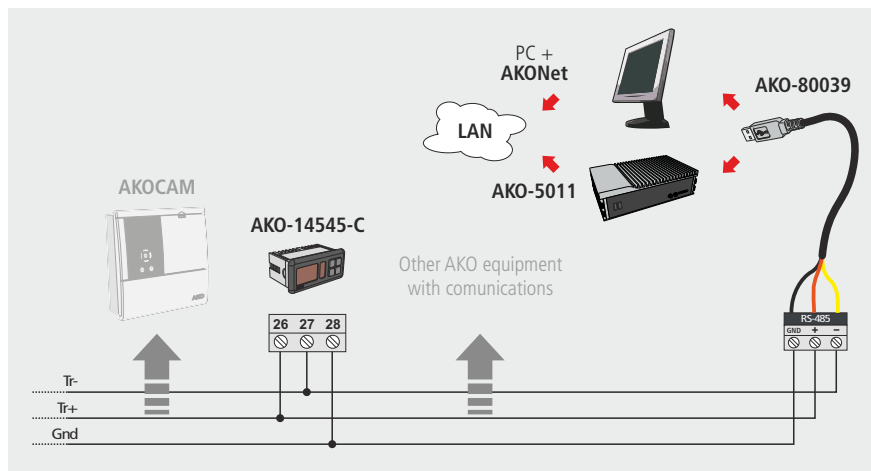 PC +
AKONet
AKO-80039
LAN
AKO-5011
AKOCAM
AKO
AKO-14545-C
Other AKO equipment
with comunications
26 27 28
RS-485
GND + −
Tr-
Tr+
Gnd